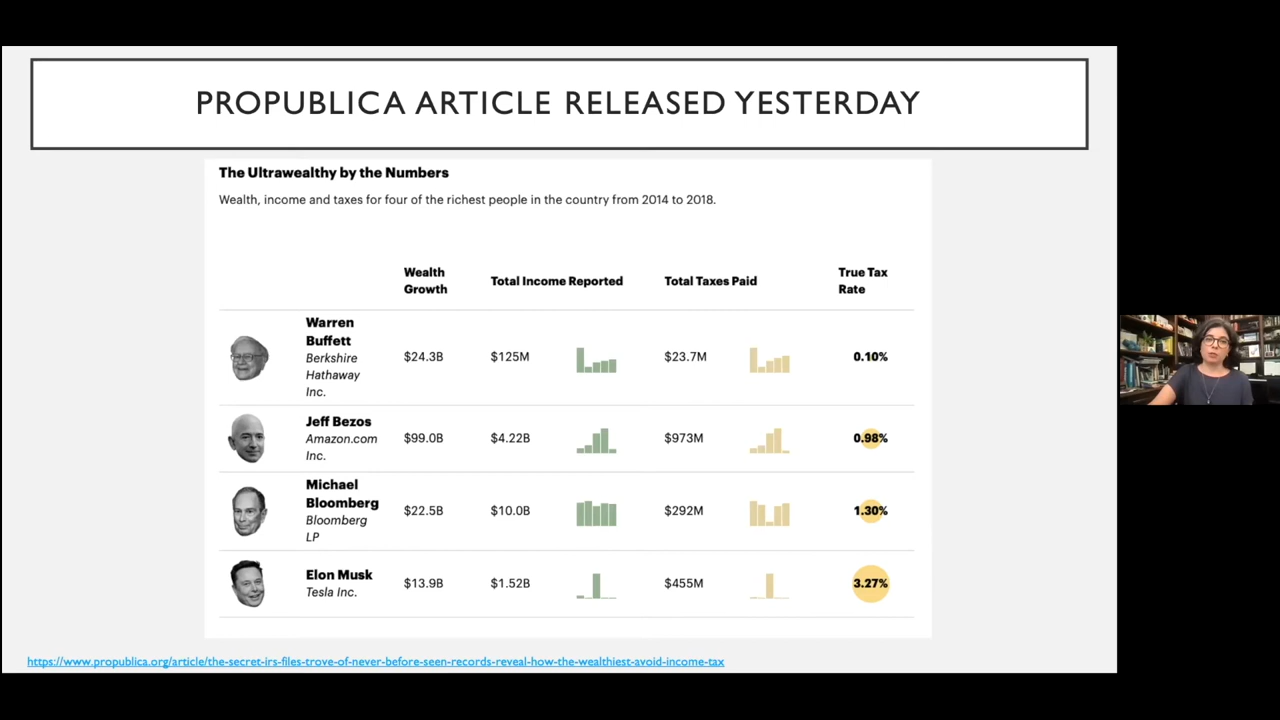 PROPUBLICA ARTICLE RELEASED YESTERDAY
The Ultrawealthy by the Numbers
Wealth, income and taxes for four of the richest people in the country from 2014 to 2018.
Wealth
Growth
Total Income Reported
Total Taxes Paid
True Tax
Rate
Warren
Buffett
Berkshire
Hathaway
Inc.
$24.3B
$125M
$23.7M
0.10%
Jeff Bezos
Amazon.com
Inc.
$99.0B
$4.22B
$973M
0.98%
Michael
Bloomberg
Bloomberg
LP
$22.5B
$10.0B
$292M
1.30%
Elon Musk
Tesla Inc.
$13.9B
$1.52B
$455M
3.27%
https://www.propublica.org/article/the-secret-irs-files-trove-of-never-before-seen-records-reveal-how-the-wealthiest-avoid-income-tax